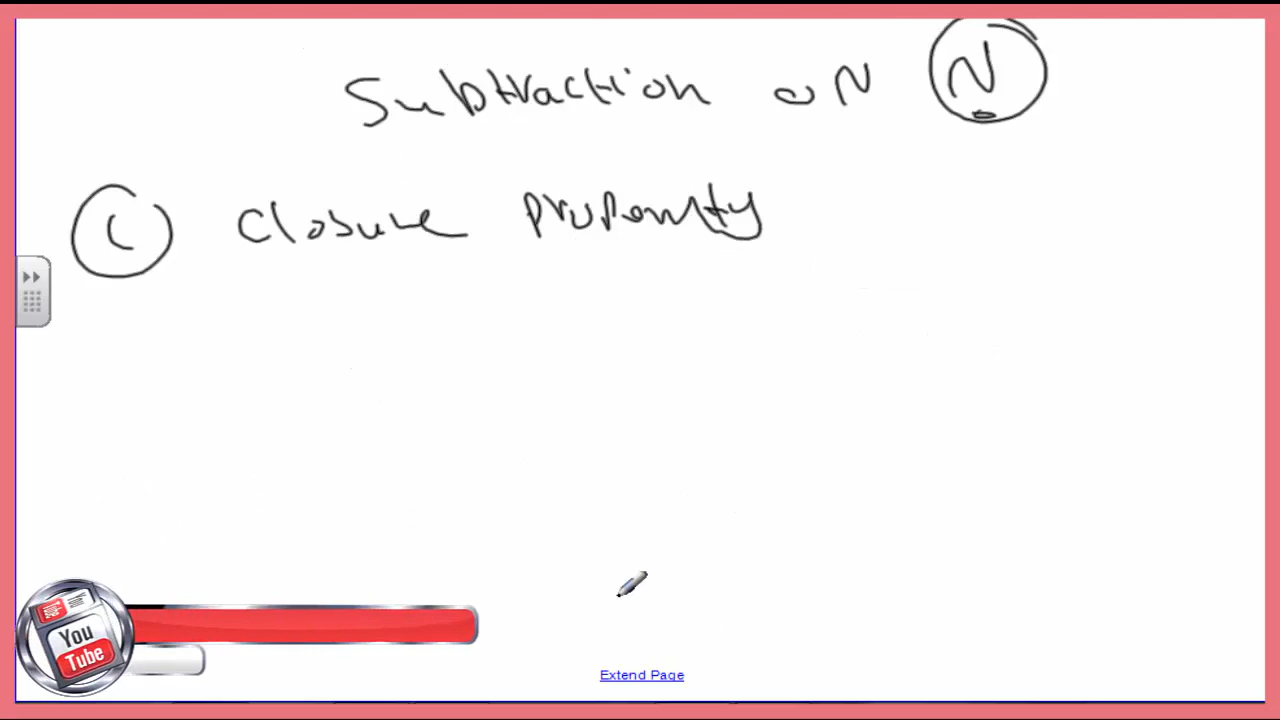 Subtraction on N
C closure property
You
Tube
Extend Page